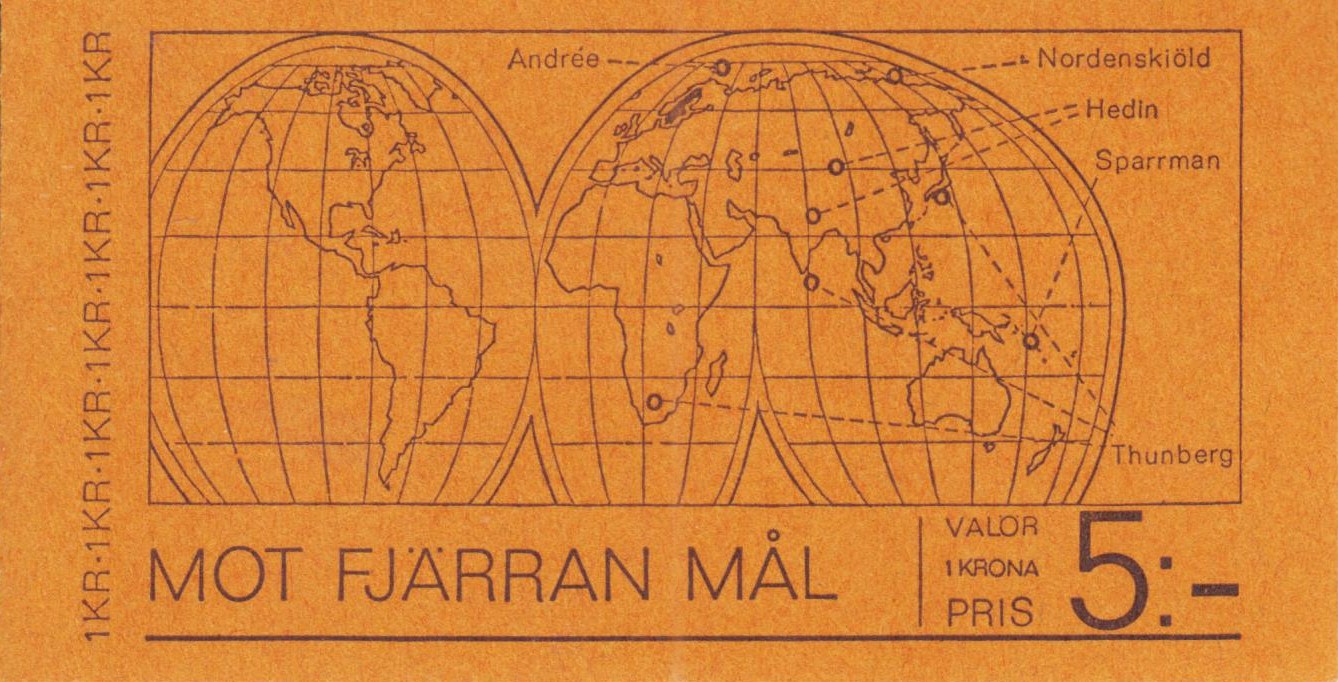 1KR·1KR·1KR·1KR·1KR·1KR·1KR
Andrée
Nordenskiöld
Hedin
Sparrman
Thunberg
MOT FJÄRRAN MÅL
VALÖR
1 KRONA
PRIS
5:-